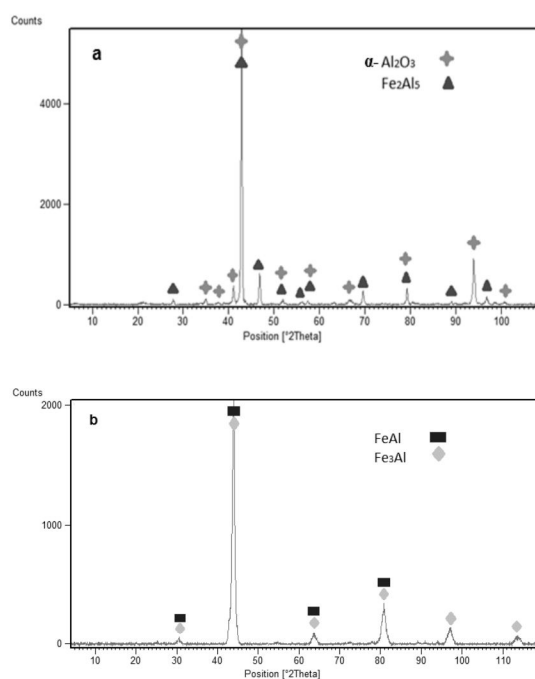 Counts
a
α- Al2O3
Fe2Al5
4000
2000
0
10 20 30 40 50 60 70 80 90 100
Position [°2Theta]
Counts
2000
b
FeAl
Fe3Al
1000
0
10 20 30 40 50 60 70 80 90 100 110
Position [°2Theta]